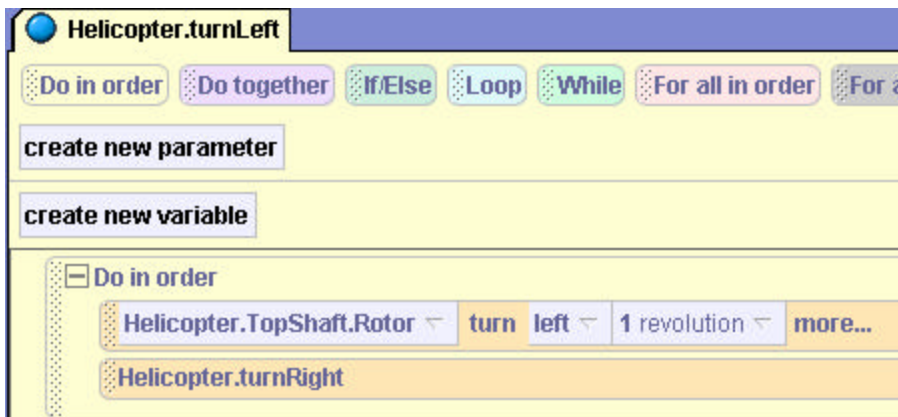 Helicopter.turnLeft
Do in order Do together If/Else Loop While For all in order For a
create new parameter
create new variable
Do in order
Helicopter.TopShaft.Rotor turn left 1 revolution more...
Helicopter.turnRight